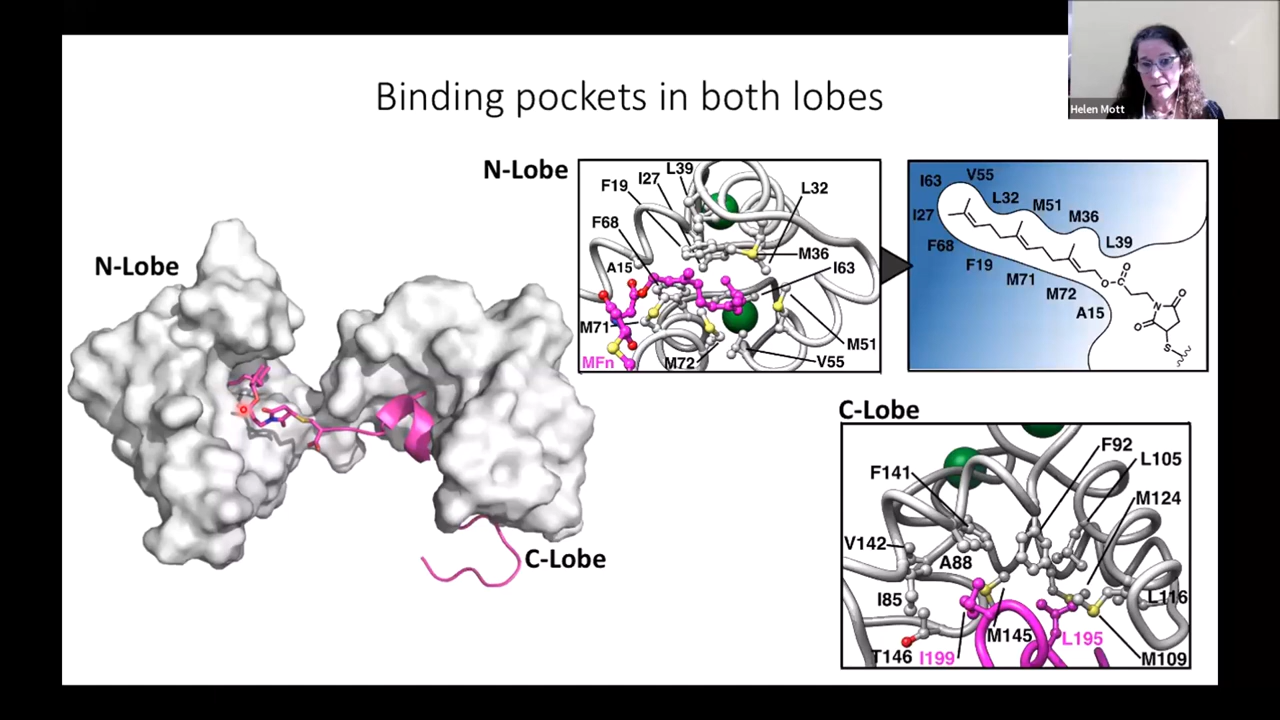 Binding pockets in both lobes
Helen Mott
N-Lobe
C-Lobe
N-Lobe
L39
I27
F19
L32
F68
M36
A15
I63
M71
M51
MFn
M72
V55
I63
V55
L32
M51
I27
M36
L39
F68
F19
M71
M72
A15
O
O
N
O
O
S
C-Lobe
F92
F141
L105
M124
V142
A88
I85
L116
M145
L195
T146
I199
M109